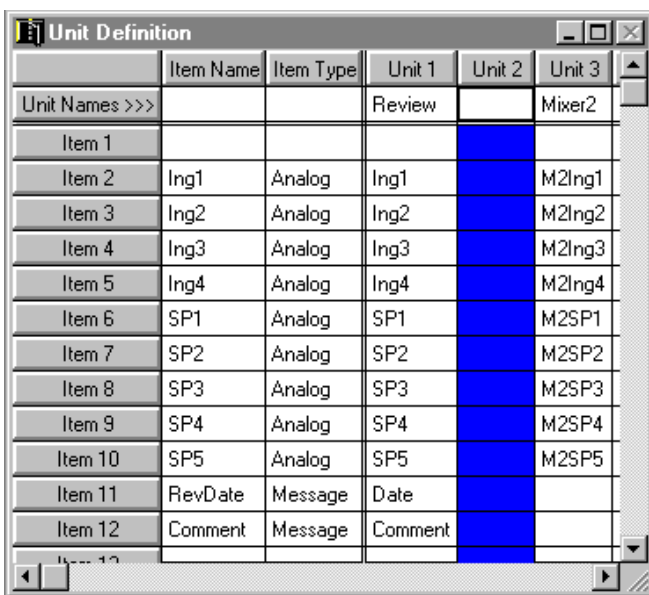 Unit Definition
Item Name Item Type Unit 1 Unit 2 Unit 3
Unit Names >>> Review Mixer2
Item 1
Item 2 Ing1 Analog Ing1 M2Ing1
Item 3 Ing2 Analog Ing2 M2Ing2
Item 4 Ing3 Analog Ing3 M2Ing3
Item 5 Ing4 Analog Ing4 M2Ing4
Item 6 SP1 Analog SP1 M2SP1
Item 7 SP2 Analog SP2 M2SP2
Item 8 SP3 Analog SP3 M2SP3
Item 9 SP4 Analog SP4 M2SP4
Item 10 SP5 Analog SP5 M2SP5
Item 11 RevDate Message Date
Item 12 Comment Message Comment
Item 13